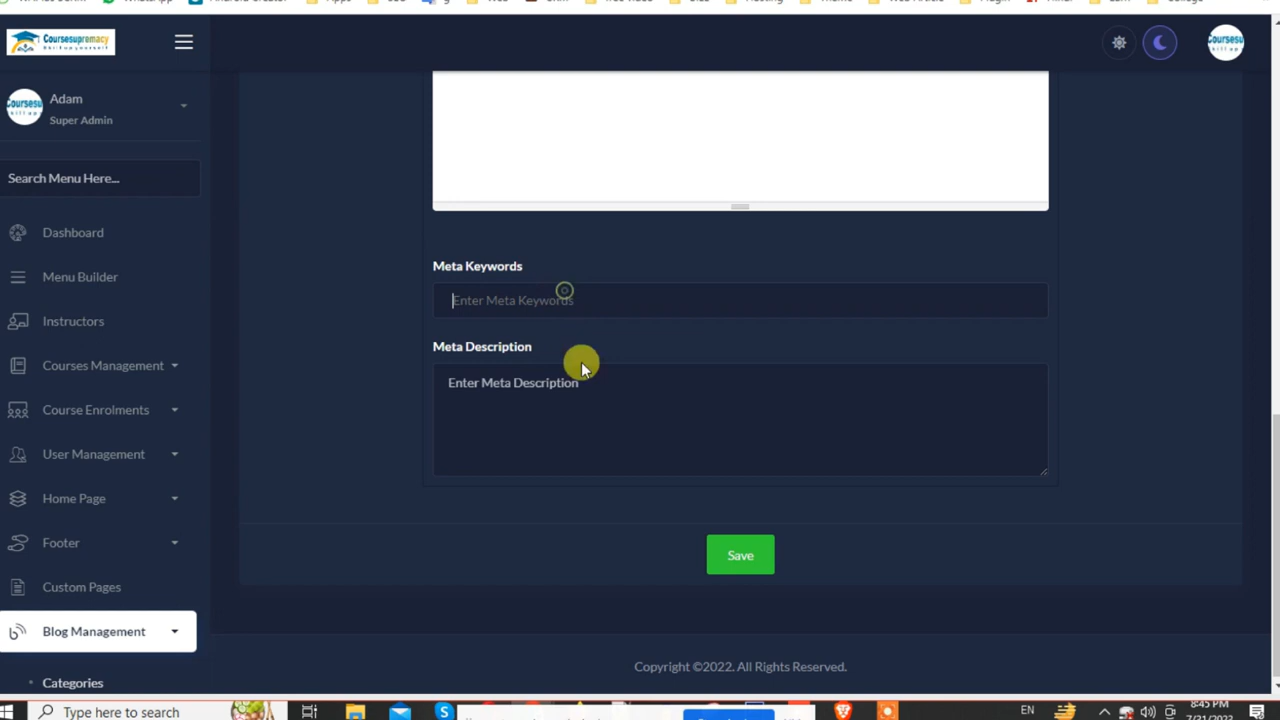 Coursesupremacy
Adam
Super Admin
Search Menu Here...
Dashboard
Menu Builder
Instructors
Courses Management
Course Enrolments
User Management
Home Page
Footer
Custom Pages
Blog Management
Categories
Meta Keywords
Enter Meta Keywords
Meta Description
Enter Meta Description
Save
Copyright ©2022. All Rights Reserved.
Type here to search
EN
8:45 PM